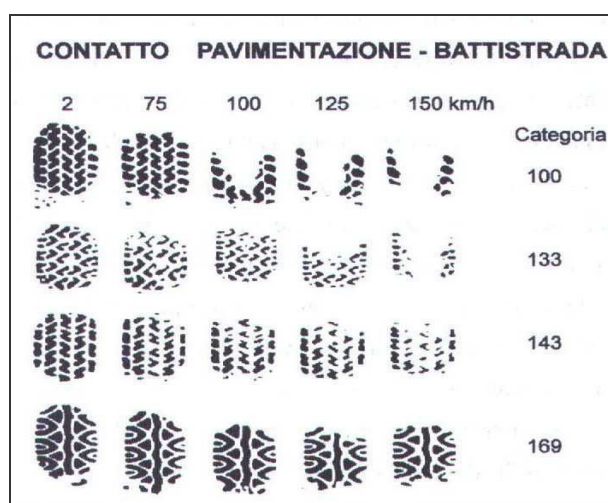 CONTATTO PAVIMENTAZIONE - BATTISTRADA
2 75 100 125 150 km/h
Categoria
100
133
143
169